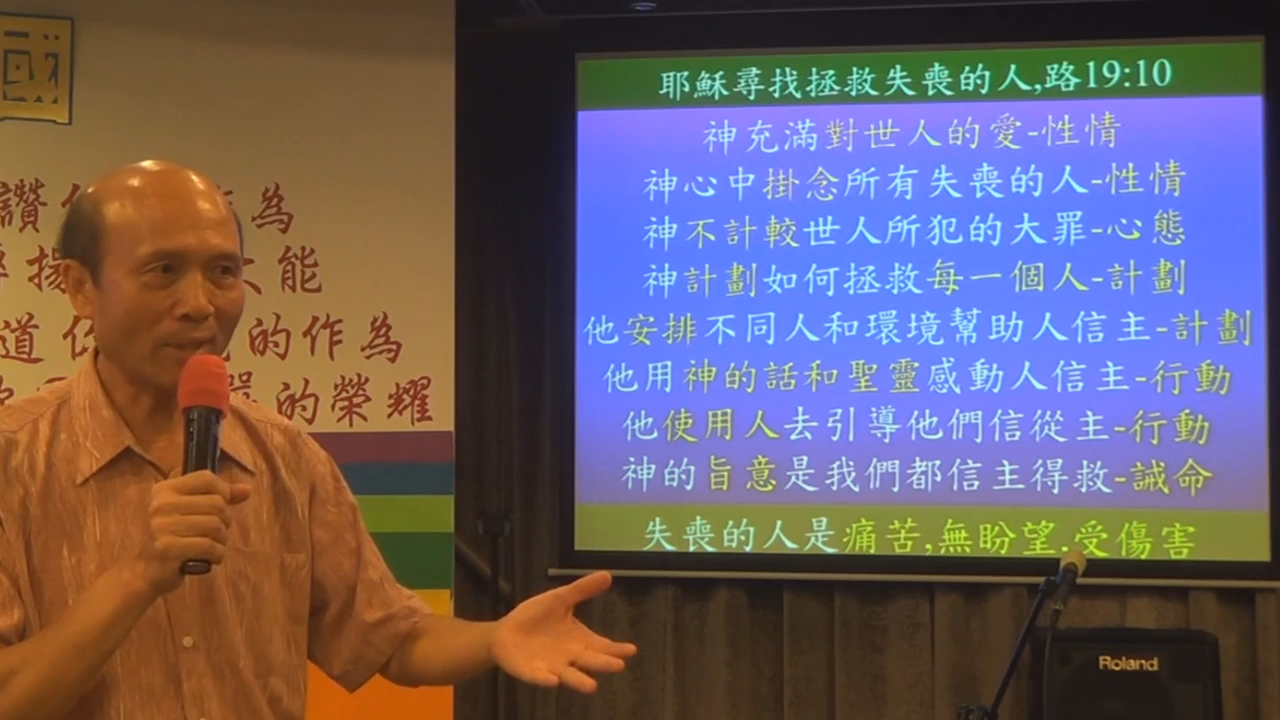 國
讚 為
揚 大能
道 的作為
的榮耀
耶穌尋找拯救失喪的人,路19:10
神充滿對世人的愛-性情
神心中掛念所有失喪的人-性情
神不計較世人所犯的大罪-心態
神計劃如何拯救每一個人-計劃
他安排不同人和環境幫助人信主-計劃
他用神的話和聖靈感動人信主-行動
他使用人去引導他們信從主-行動
神的旨意是我們都信主得救-誡命
失喪的人是痛苦,無盼望,受傷害
Roland